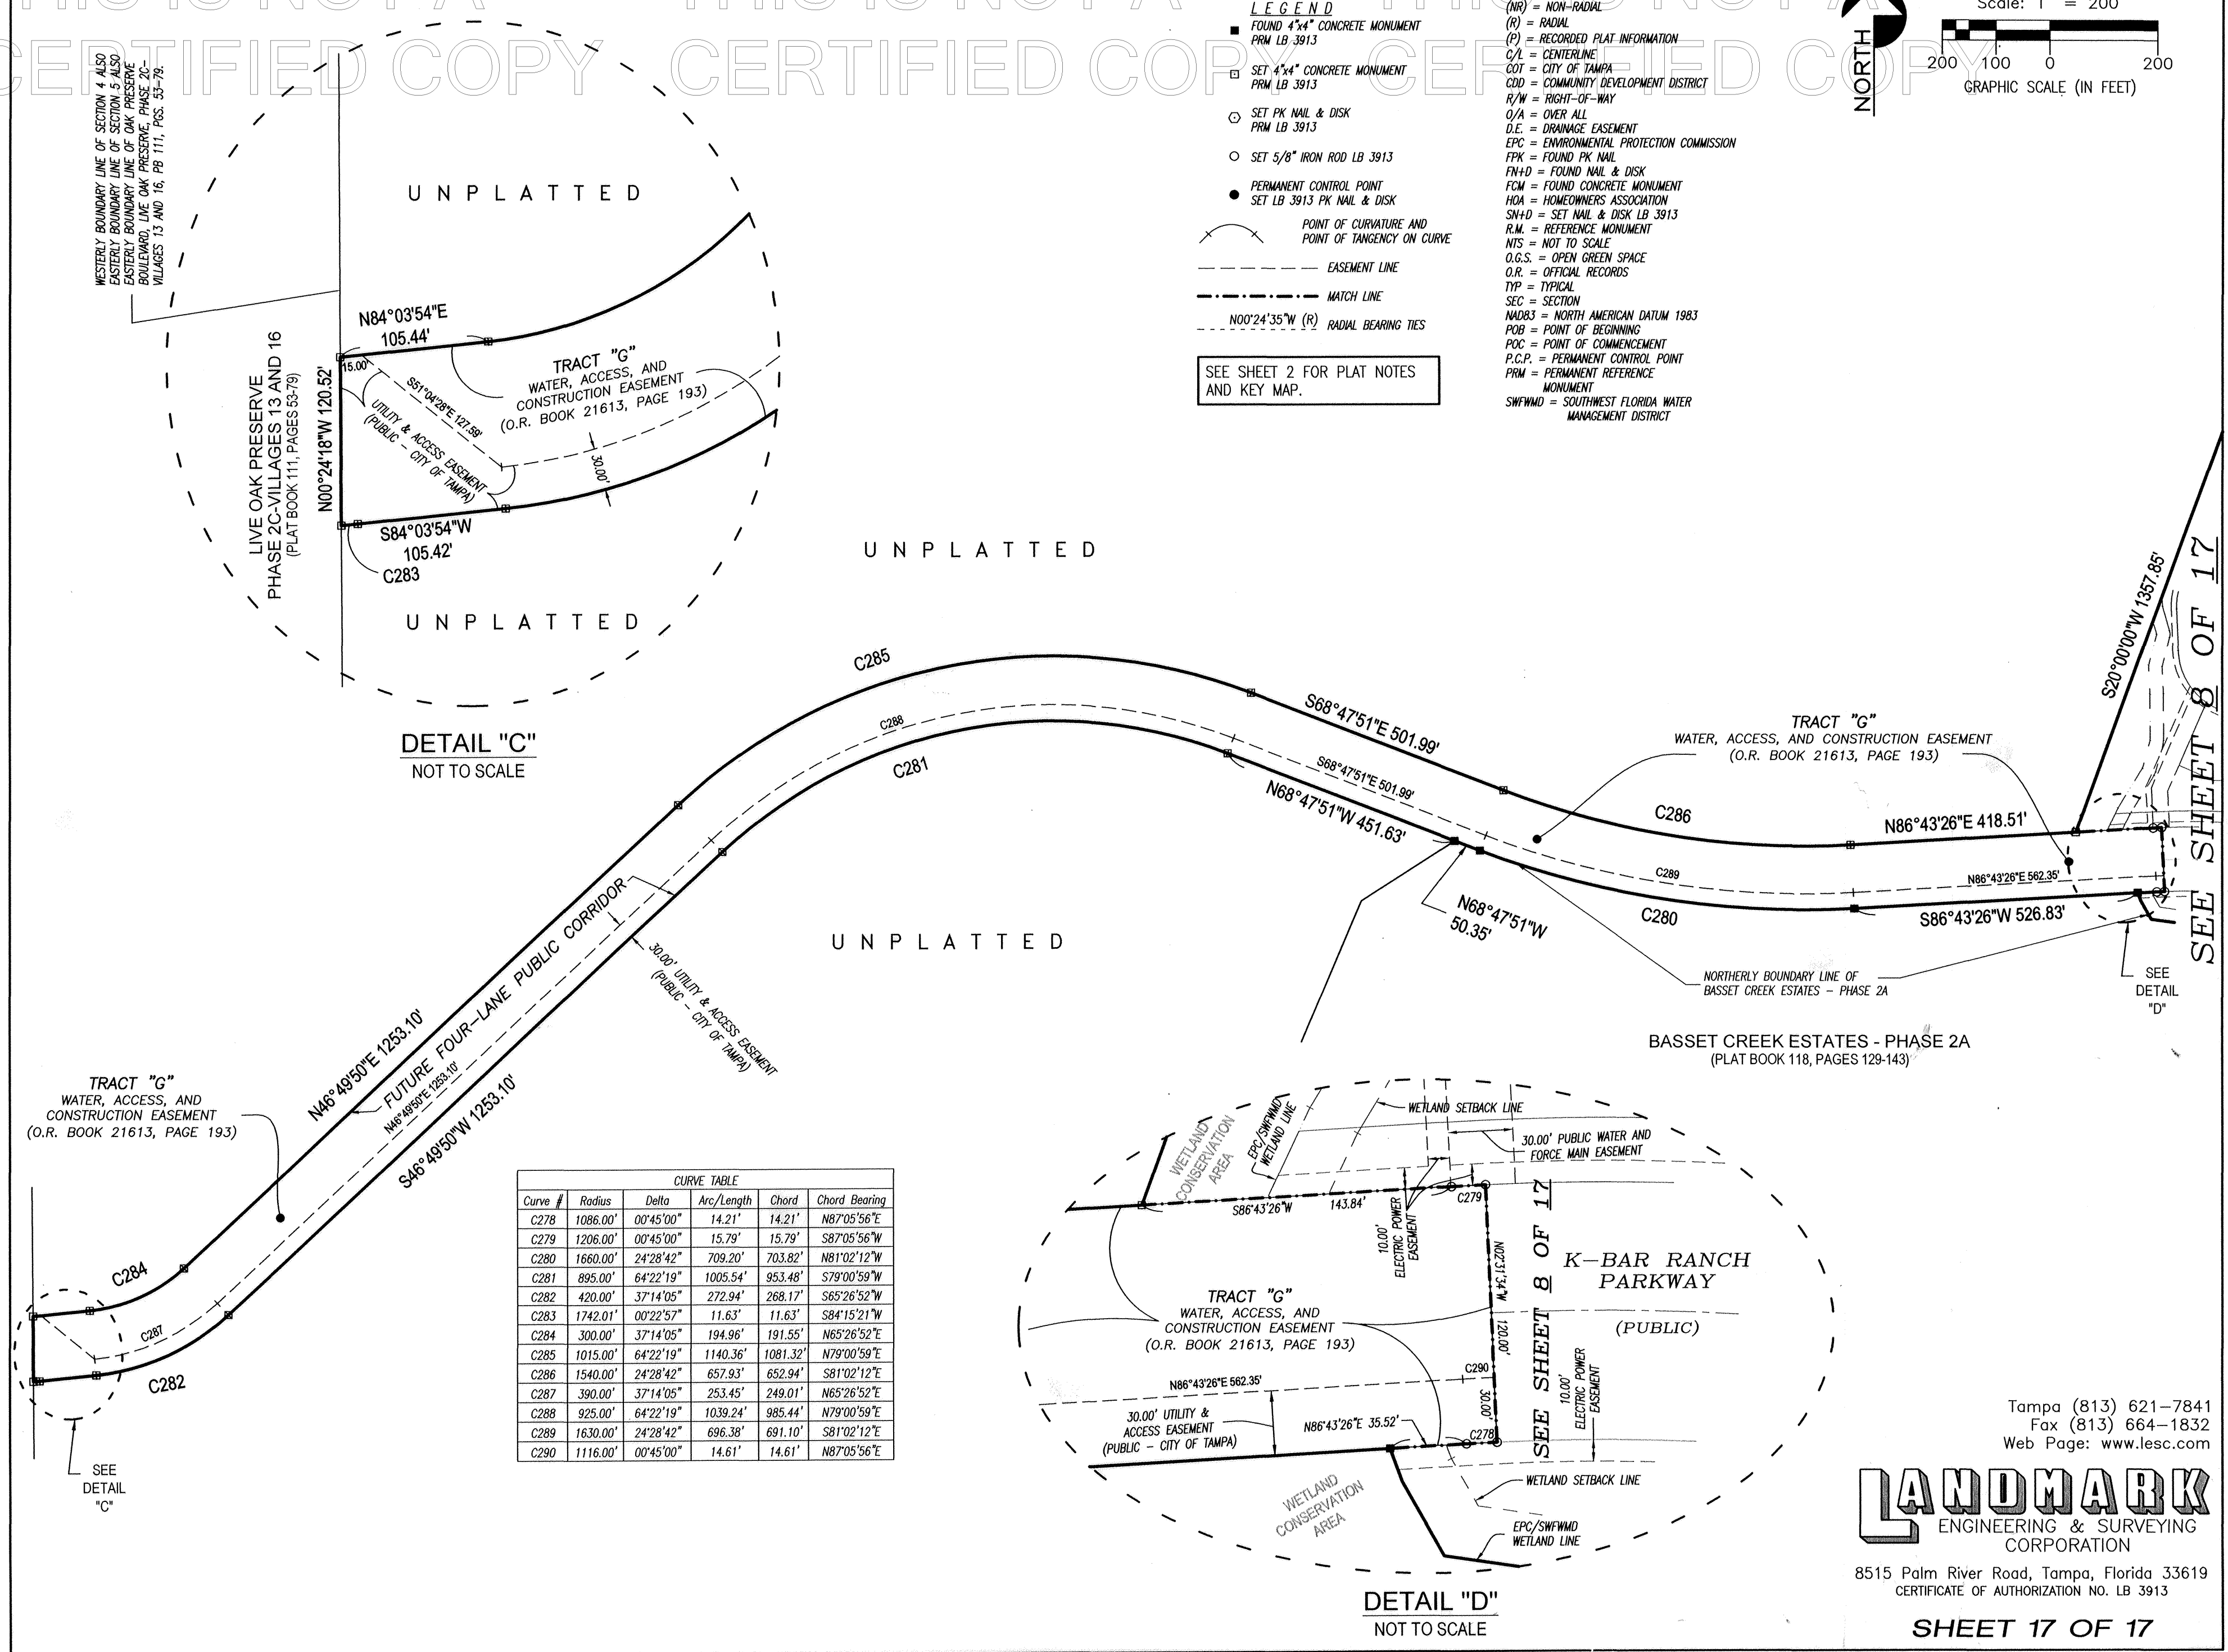 THIS IS NOT A THIS IS NOT A THIS IS NOT A
CERTIFIED COPY CERTIFIED COPY CERTIFIED COPY
WESTERLY BOUNDARY LINE OF SECTION 4 ALSO
EASTERLY BOUNDARY LINE OF SECTION 5 ALSO
EASTERLY BOUNDARY LINE OF OAK PRESERVE
BOULEVARD, LIVE OAK PRESERVE, PHASE 2C-
VILLAGES 13 AND 16, PB 111, PGS. 53-79.
UNPLATTED
N84°03'54"E
105.44'
15.00'
TRACT "G"
WATER, ACCESS, AND
CONSTRUCTION EASEMENT
(O.R. BOOK 21613, PAGE 193)
S51°04'28"E 127.59'
UTILITY & ACCESS EASEMENT
(PUBLIC - CITY OF TAMPA)
30.00'
LIVE OAK PRESERVE
PHASE 2C-VILLAGES 13 AND 16
(PLAT BOOK 111, PAGES 53-79)
N00°24'18"W 120.52'
S84°03'54"W
105.42'
C283
UNPLATTED
DETAIL "C"
NOT TO SCALE
LEGEND
FOUND 4"x4" CONCRETE MONUMENT
PRM LB 3913
SET 4"x4" CONCRETE MONUMENT
PRM LB 3913
SET PK NAIL & DISK
PRM LB 3913
SET 5/8" IRON ROD LB 3913
PERMANENT CONTROL POINT
SET LB 3913 PK NAIL & DISK
POINT OF CURVATURE AND
POINT OF TANGENCY ON CURVE
EASEMENT LINE
MATCH LINE
N00°24'35"W (R) RADIAL BEARING TIES
SEE SHEET 2 FOR PLAT NOTES
AND KEY MAP.
(NR) = NON-RADIAL
(R) = RADIAL
(P) = RECORDED PLAT INFORMATION
C/L = CENTERLINE
COT = CITY OF TAMPA
CDD = COMMUNITY DEVELOPMENT DISTRICT
R/W = RIGHT-OF-WAY
O/A = OVER ALL
D.E. = DRAINAGE EASEMENT
EPC = ENVIRONMENTAL PROTECTION COMMISSION
FPK = FOUND PK NAIL
FN+D = FOUND NAIL & DISK
FCM = FOUND CONCRETE MONUMENT
HOA = HOMEOWNERS ASSOCIATION
SN+D = SET NAIL & DISK LB 3913
R.M. = REFERENCE MONUMENT
NTS = NOT TO SCALE
O.G.S. = OPEN GREEN SPACE
O.R. = OFFICIAL RECORDS
TYP = TYPICAL
SEC = SECTION
NAD83 = NORTH AMERICAN DATUM 1983
POB = POINT OF BEGINNING
POC = POINT OF COMMENCEMENT
P.C.P. = PERMANENT CONTROL POINT
PRM = PERMANENT REFERENCE
MONUMENT
SWFWMD = SOUTHWEST FLORIDA WATER
MANAGEMENT DISTRICT
NORTH
Scale: 1" = 200'
200 100 0 200
GRAPHIC SCALE (IN FEET)
UNPLATTED
C285
C288
C281
S68°47'51"E 501.99'
S68°47'51"E 501.99'
N68°47'51"W 451.63'
N68°47'51"W
50.35'
TRACT "G"
WATER, ACCESS, AND CONSTRUCTION EASEMENT
(O.R. BOOK 21613, PAGE 193)
C286
C289
C280
N86°43'26"E 418.51'
N86°43'26"E 562.35'
S86°43'26"W 526.83'
S20°00'00"W 1357.85'
SEE SHEET 8 OF 17
SEE
DETAIL
"D"
NORTHERLY BOUNDARY LINE OF
BASSET CREEK ESTATES - PHASE 2A
BASSET CREEK ESTATES - PHASE 2A
(PLAT BOOK 118, PAGES 129-143)
UNPLATTED
30.00' UTILITY & ACCESS EASEMENT
(PUBLIC - CITY OF TAMPA)
N46°49'50"E 1253.10'
FUTURE FOUR-LANE PUBLIC CORRIDOR
N46°49'50"E 1253.10'
S46°49'50"W 1253.10'
TRACT "G"
WATER, ACCESS, AND
CONSTRUCTION EASEMENT
(O.R. BOOK 21613, PAGE 193)
C284
C287
C282
SEE
DETAIL
"C"
CURVE TABLE
Curve # Radius Delta Arc/Length Chord Chord Bearing
C278 1086.00' 00°45'00" 14.21' 14.21' N87°05'56"E
C279 1206.00' 00°45'00" 15.79' 15.79' S87°05'56"W
C280 1660.00' 24°28'42" 709.20' 703.82' N81°02'12"W
C281 895.00' 64°22'19" 1005.54' 953.48' S79°00'59"W
C282 420.00' 37°14'05" 272.94' 268.17' S65°26'52"W
C283 1742.01' 00°22'57" 11.63' 11.63' S84°15'21"W
C284 300.00' 37°14'05" 194.96' 191.55' N65°26'52"E
C285 1015.00' 64°22'19" 1140.36' 1081.32' N79°00'59"E
C286 1540.00' 24°28'42" 657.93' 652.94' S81°02'12"E
C287 390.00' 37°14'05" 253.45' 249.01' N65°26'52"E
C288 925.00' 64°22'19" 1039.24' 985.44' N79°00'59"E
C289 1630.00' 24°28'42" 696.38' 691.10' S81°02'12"E
C290 1116.00' 00°45'00" 14.61' 14.61' N87°05'56"E
WETLAND
CONSERVATION
AREA
EPC/SWFWMD
WETLAND LINE
WETLAND SETBACK LINE
30.00' PUBLIC WATER AND
FORCE MAIN EASEMENT
S86°43'26"W 143.84'
C279
10.00'
ELECTRIC POWER
EASEMENT
N02°31'34"W 120.00'
SEE SHEET 8 OF 17
K-BAR RANCH
PARKWAY
(PUBLIC)
TRACT "G"
WATER, ACCESS, AND
CONSTRUCTION EASEMENT
(O.R. BOOK 21613, PAGE 193)
C290
N86°43'26"E 562.35'
30.00'
10.00'
ELECTRIC POWER
EASEMENT
30.00' UTILITY &
ACCESS EASEMENT
(PUBLIC - CITY OF TAMPA)
N86°43'26"E 35.52'
C278
WETLAND
CONSERVATION
AREA
WETLAND SETBACK LINE
EPC/SWFWMD
WETLAND LINE
DETAIL "D"
NOT TO SCALE
Tampa (813) 621-7841
Fax (813) 664-1832
Web Page: www.lesc.com
LANDMARK
ENGINEERING & SURVEYING
CORPORATION
8515 Palm River Road, Tampa, Florida 33619
CERTIFICATE OF AUTHORIZATION NO. LB 3913
SHEET 17 OF 17